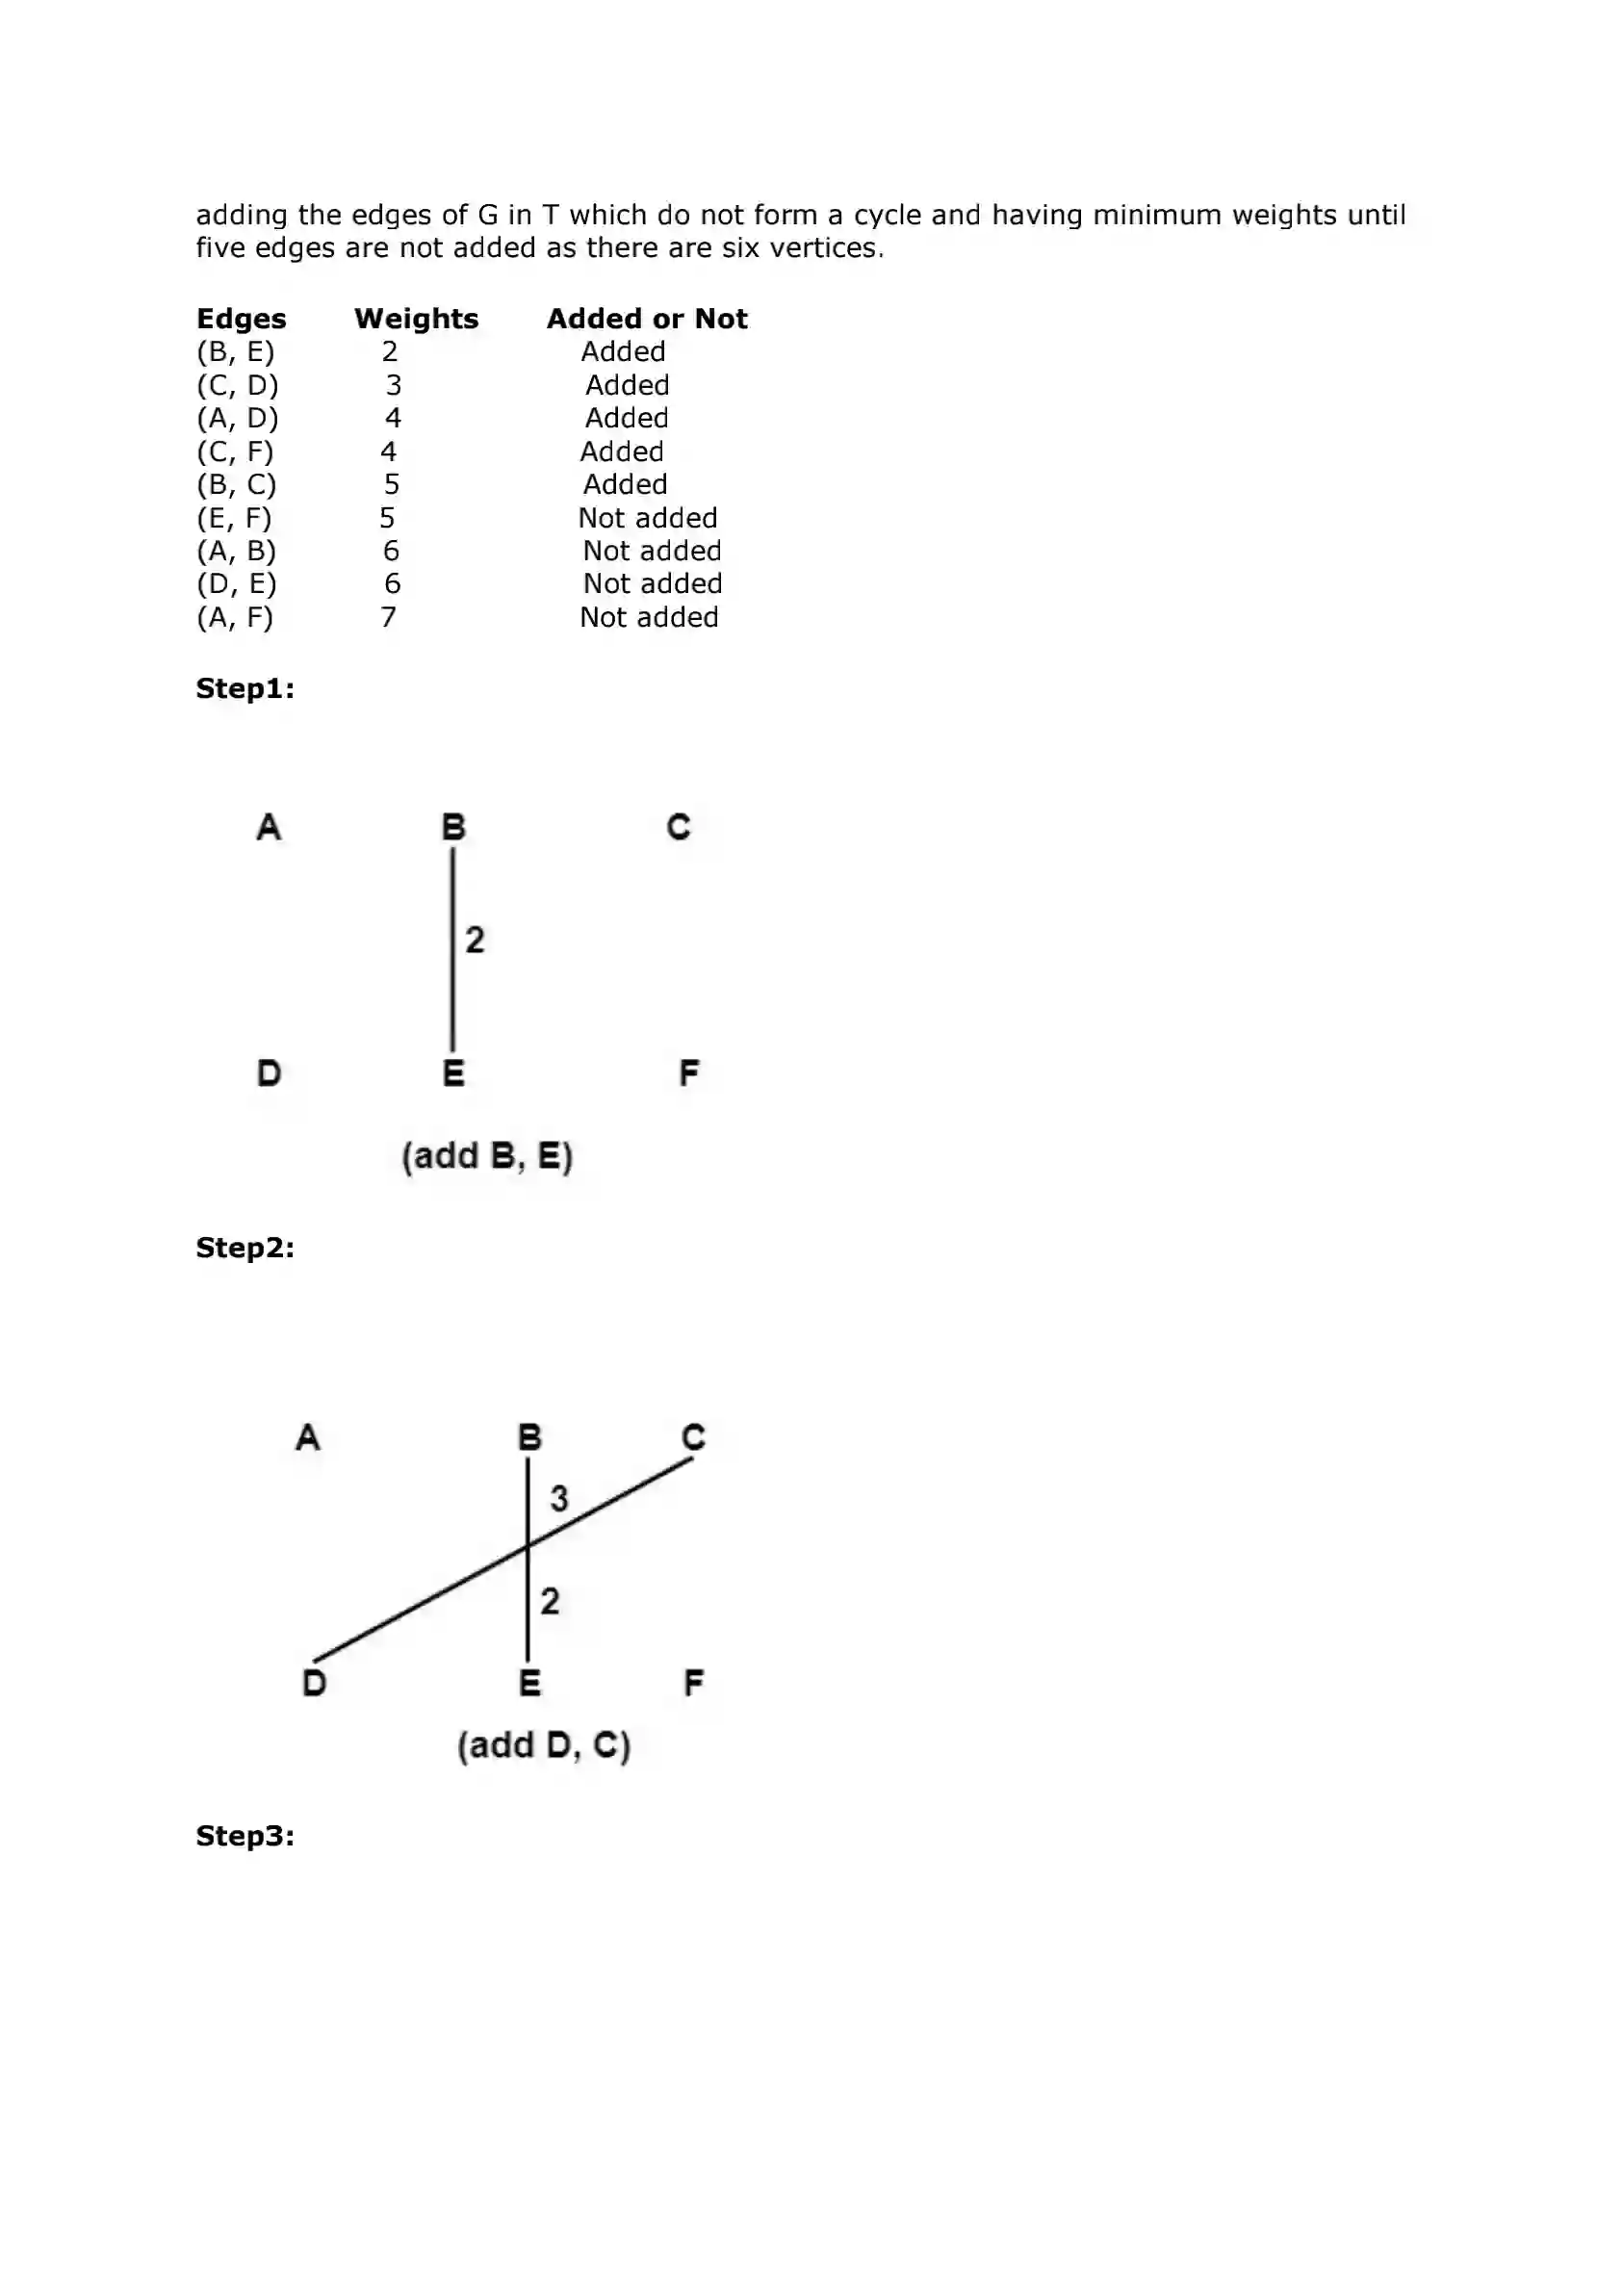 adding the edges of G in T which do not form a cycle and having minimum weights until
five edges are not added as there are six vertices.
Edges Weights Added or Not
(B, E) 2 Added
(C, D) 3 Added
(A, D) 4 Added
(C, F) 4 Added
(B, C) 5 Added
(E, F) 5 Not added
(A, B) 6 Not added
(D, E) 6 Not added
(A, F) 7 Not added
Step1:
A B C
2
D E F
(add B, E)
Step2:
A B C
3
2
D E F
(add D, C)
Step3: